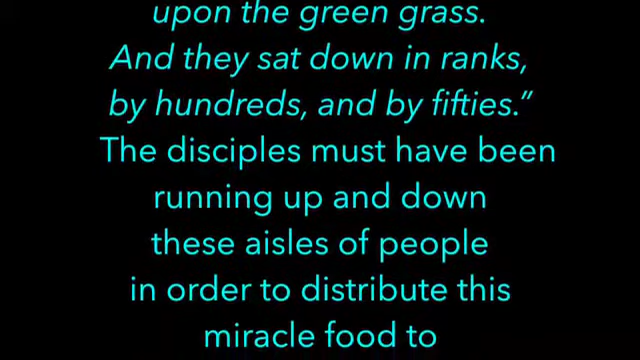 upon the green grass.
And they sat down in ranks,
by hundreds, and by fifties.”
The disciples must have been
running up and down
these aisles of people
in order to distribute this
miracle food to